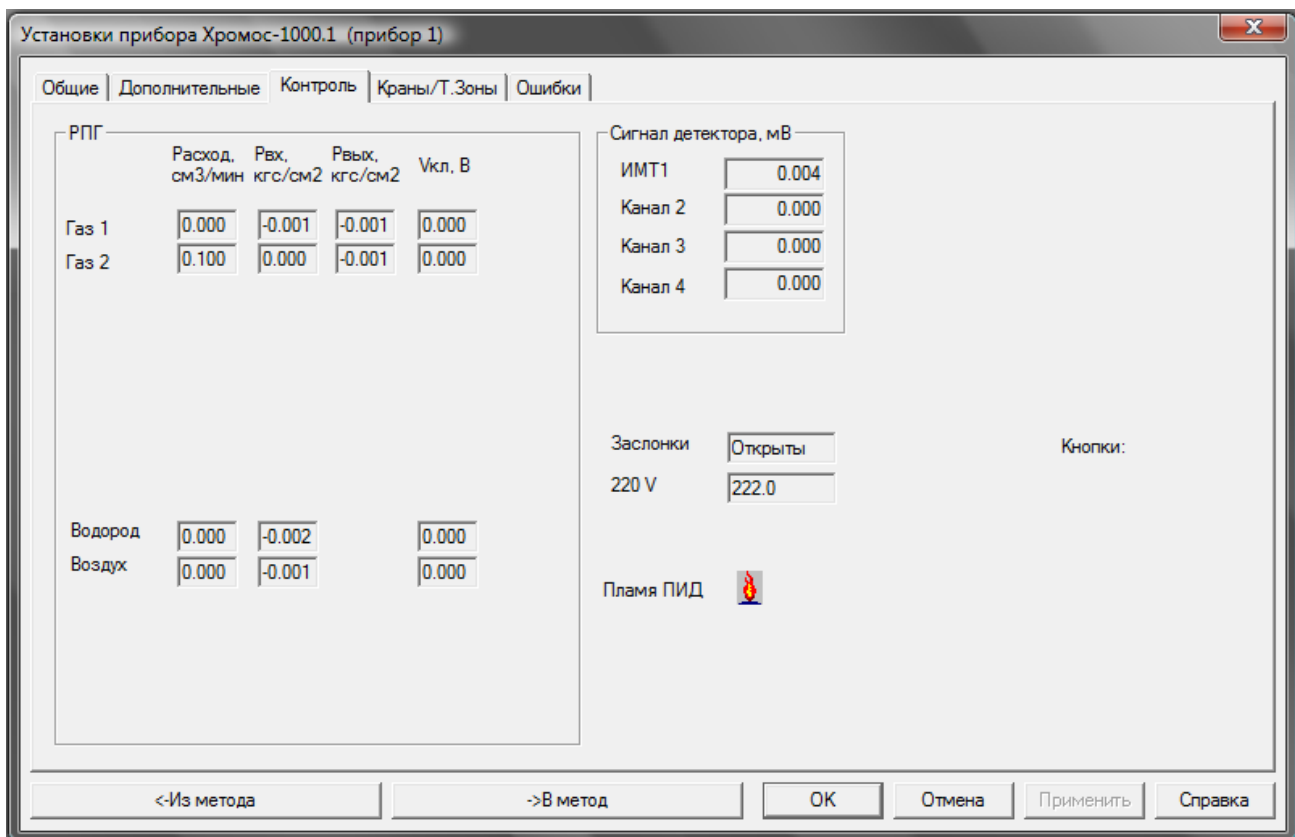 Установки прибора Хромос-1000.1 (прибор 1)
Общие Дополнительные Контроль Краны/Т.Зоны Ошибки
РПГ
Расход, см3/мин Рвх, кгс/см2 Рвых, кгс/см2 Vкл, В
Газ 1 0.000 -0.001 -0.001 0.000
Газ 2 0.100 0.000 -0.001 0.000
Водород 0.000 -0.002 0.000
Воздух 0.000 -0.001 0.000
Сигнал детектора, мВ
ИМТ1 0.004
Канал 2 0.000
Канал 3 0.000
Канал 4 0.000
Заслонки Открыты
220 V 222.0
Кнопки:
Пламя ПИД
<-Из метода ->В метод OK Отмена Применить Справка